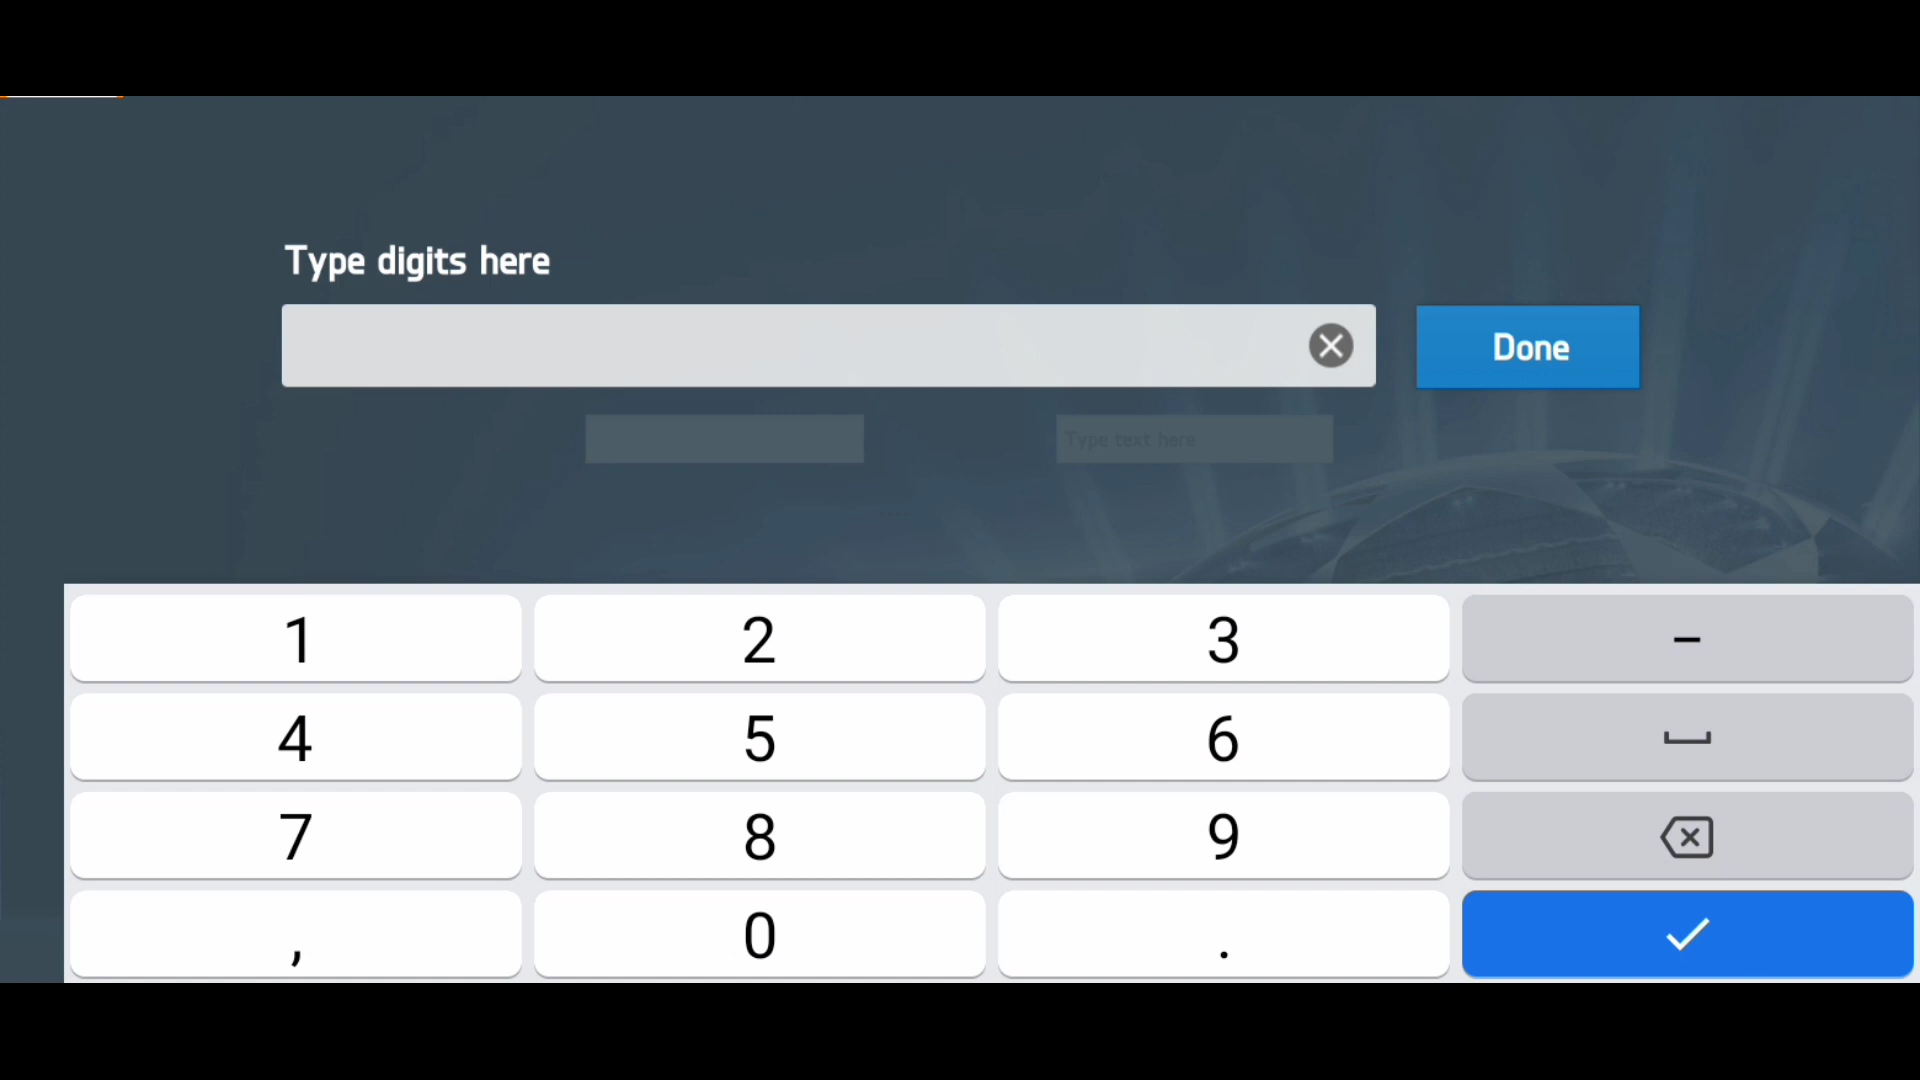 Type digits here
Done
Type text here
1 2 3 –
4 5 6
7 8 9
, 0 .